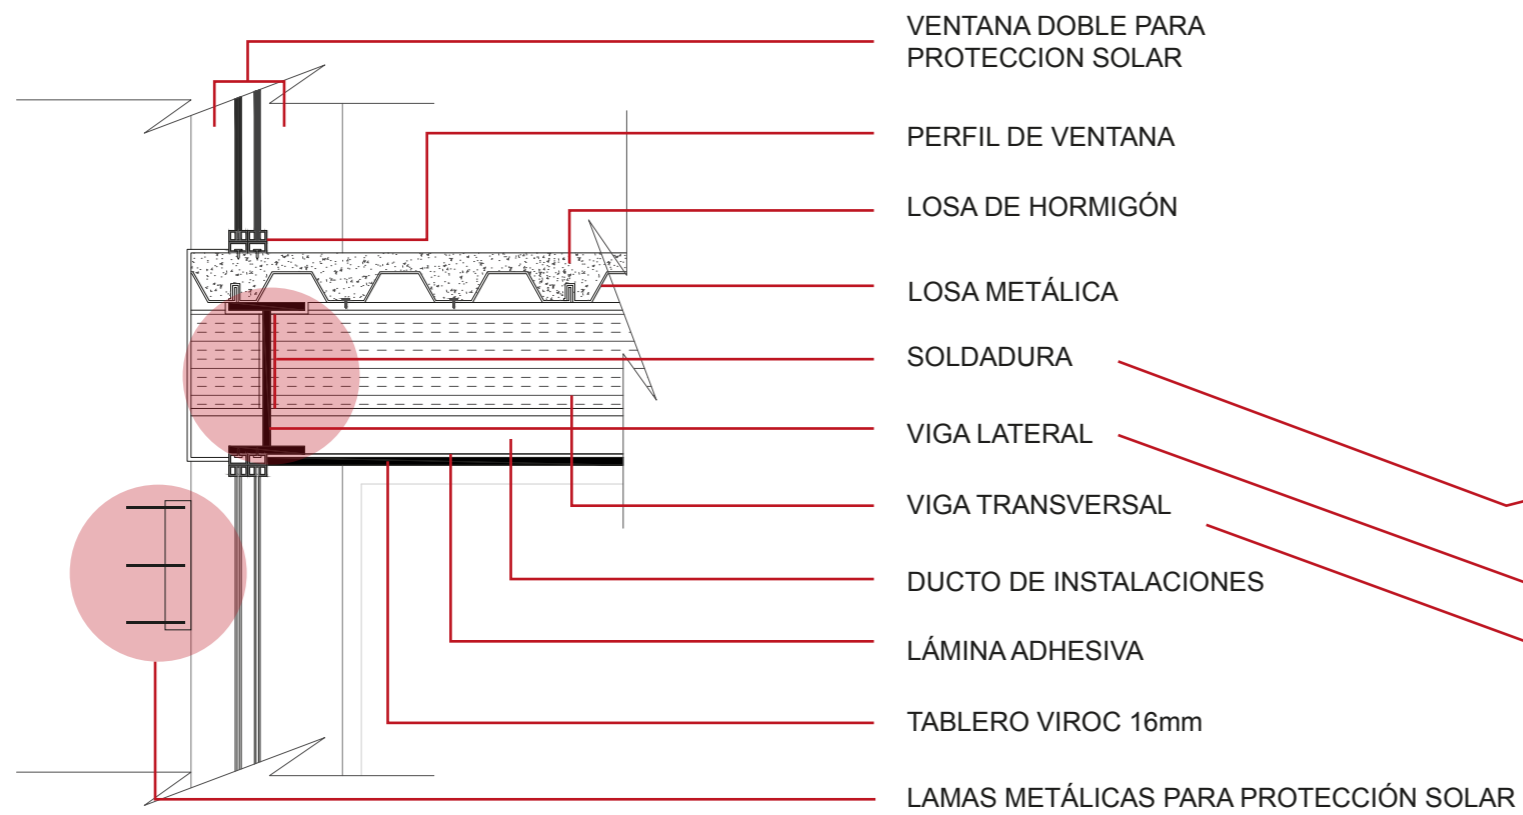 VENTANA DOBLE PARA
PROTECCION SOLAR
PERFIL DE VENTANA
LOSA DE HORMIGÓN
LOSA METÁLICA
SOLDADURA
VIGA LATERAL
VIGA TRANSVERSAL
DUCTO DE INSTALACIONES
LÁMINA ADHESIVA
TABLERO VIROC 16mm
LAMAS METÁLICAS PARA PROTECCIÓN SOLAR